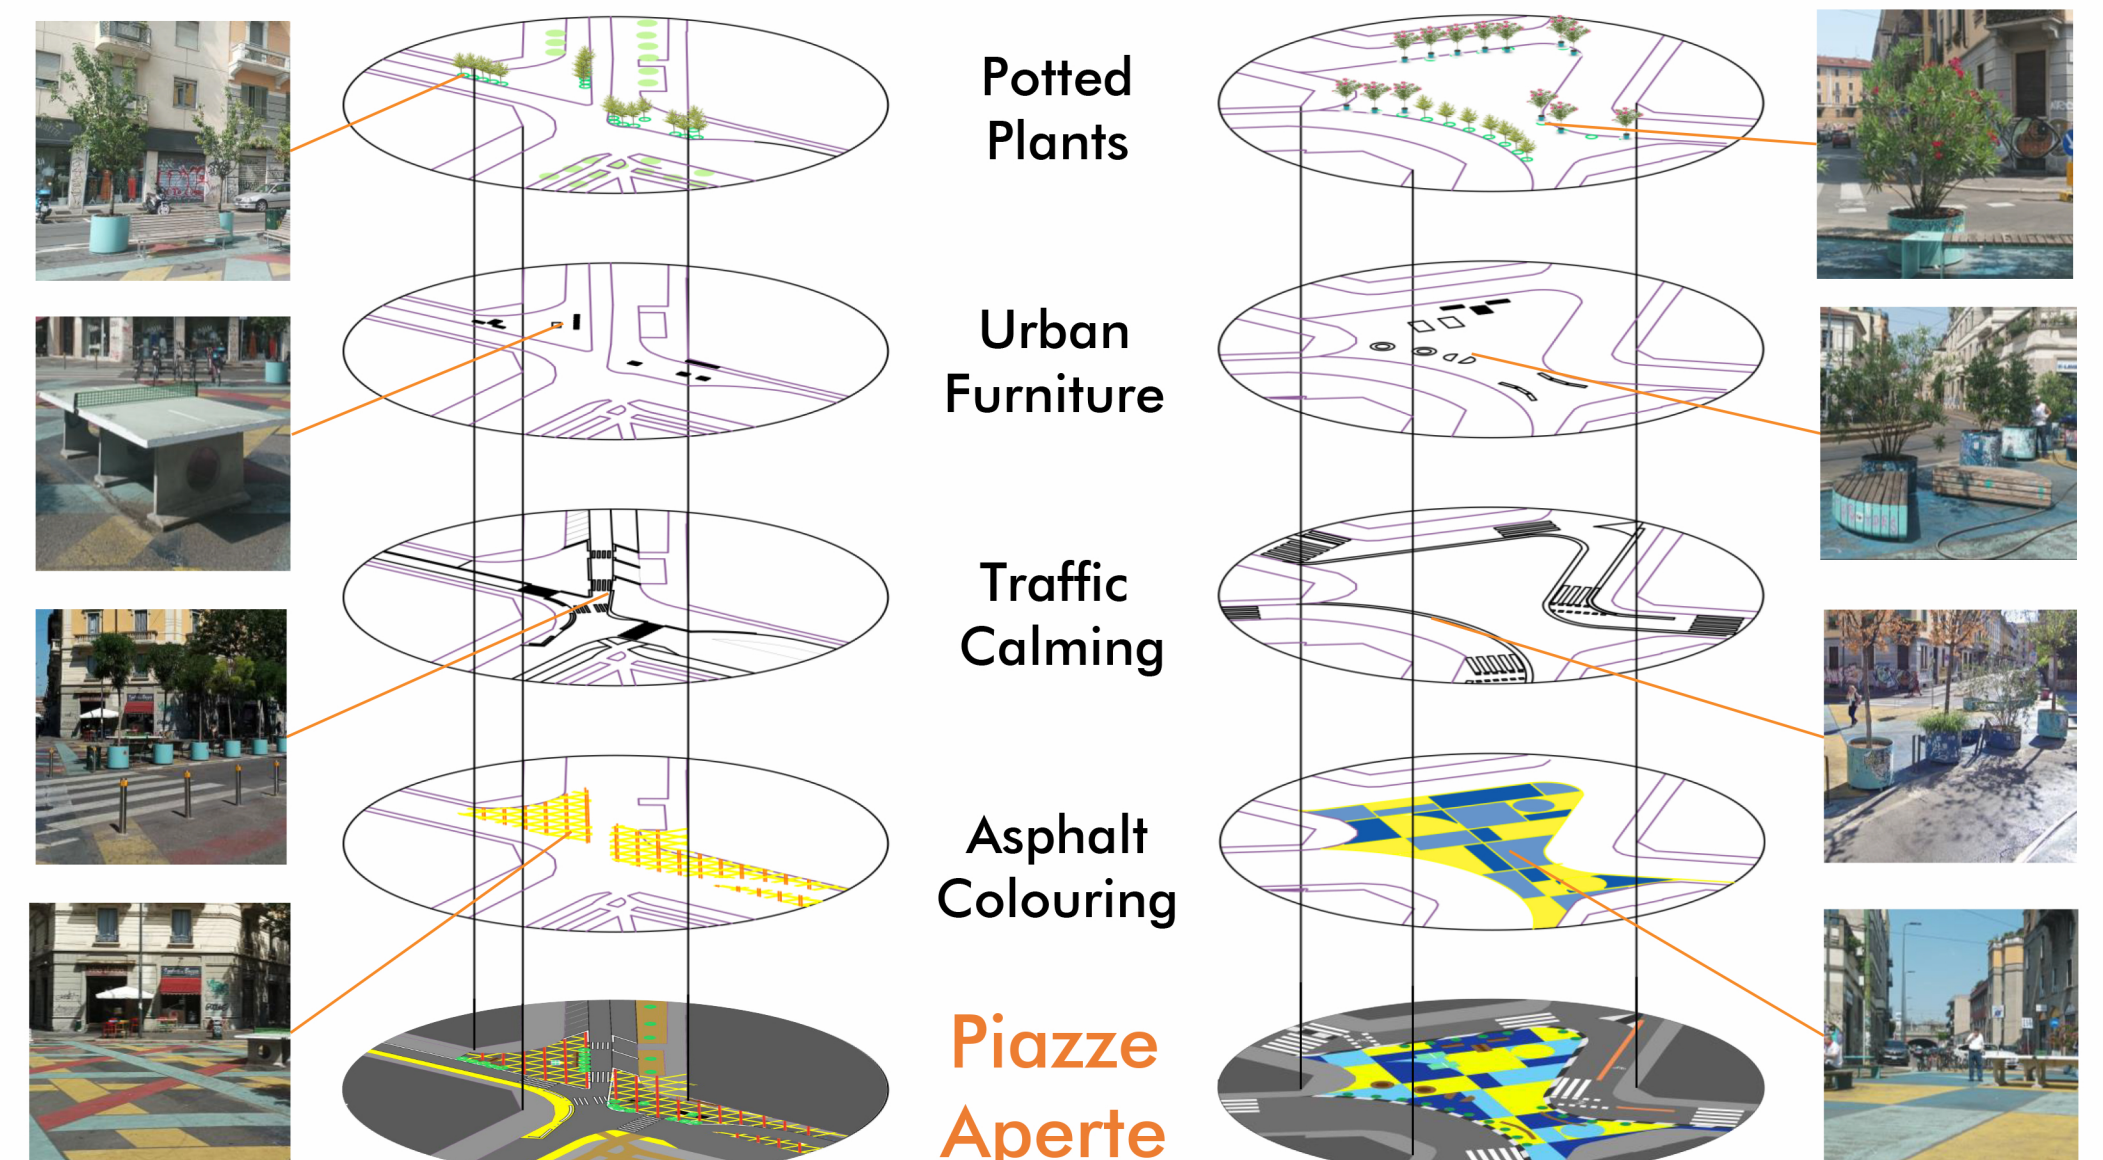 Potted
Plants
Urban
Furniture
Traffic
Calming
Asphalt
Colouring
Piazze
Aperte